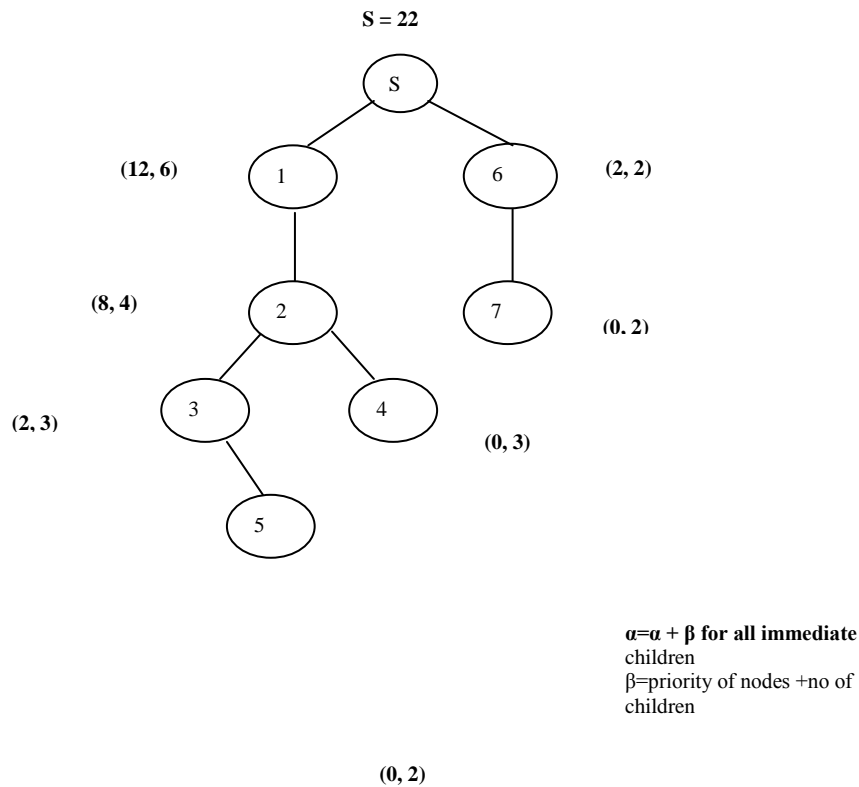 S = 22
S
(12, 6)
1
6
(2, 2)
(8, 4)
2
7
(0, 2)
(2, 3)
3
4
(0, 3)
5
α=α + β for all immediate
children
β=priority of nodes +no of
children
(0, 2)